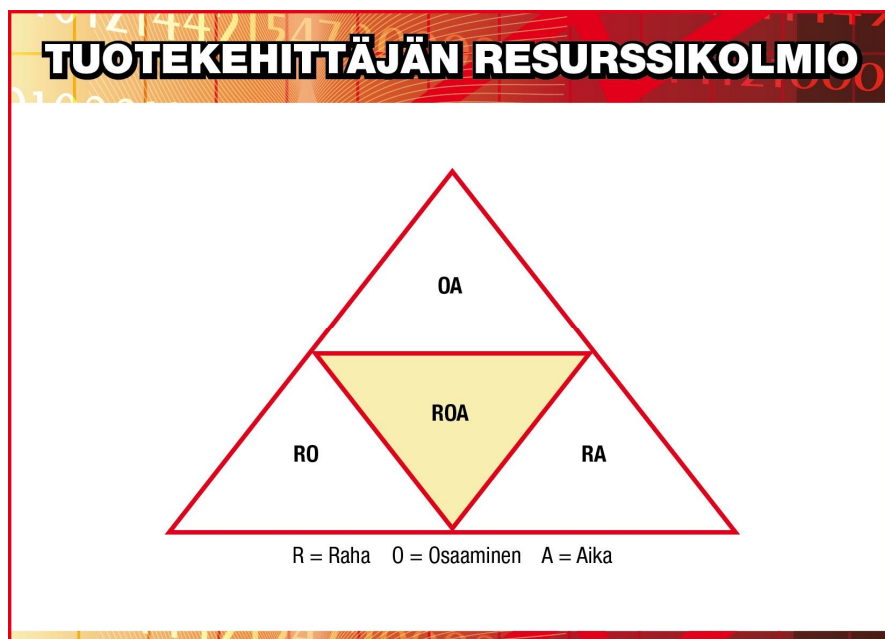 TUOTEKEHITTÄJÄN RESURSSIKOLMIO
OA
ROA
RO
RA
R = Raha O = Osaaminen A = Aika